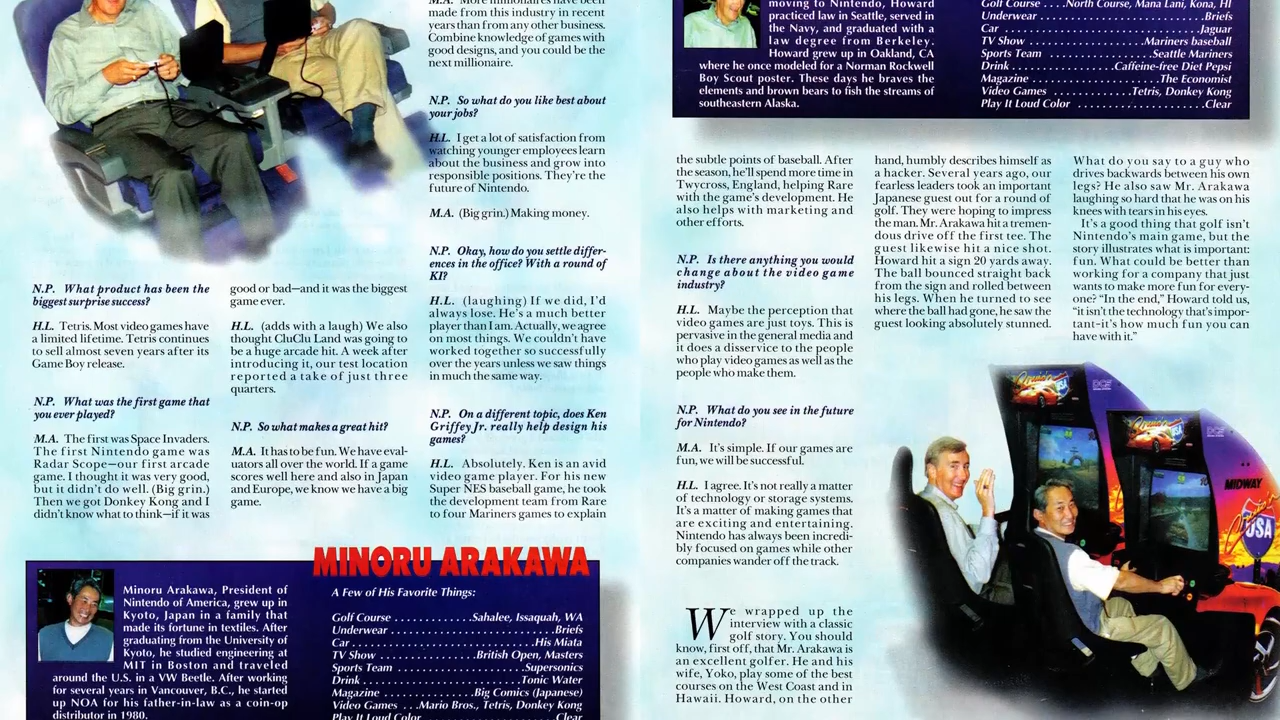 M.A. More millionaires have been
made from this industry in recent
years than from any other business.
Combine knowledge of games with
good designs, and you could be the
next millionaire.
N.P. So what do you like best about
your jobs?
H.L. I get a lot of satisfaction from
watching younger employees learn
about the business and grow into
responsible positions. They're the
future of Nintendo.
M.A. (Big grin.) Making money.
N.P. Okay, how do you settle differ-
ences in the office? With a round of
KI?
H.L. (laughing) If we did, I'd
always lose. He's a much better
player than I am. Actually, we agree
on most things. We couldn't have
worked together so successfully
over the years unless we saw things
in much the same way.
N.P. On a different topic, does Ken
Griffey Jr. really help design his
games?
H.L. Absolutely. Ken is an avid
video game player. For his new
Super NES baseball game, he took
the development team from Rare
to four Mariners games to explain
N.P. What product has been the
biggest surprise success?
H.L. Tetris. Most video games have
a limited lifetime. Tetris continues
to sell almost seven years after its
Game Boy release.
N.P. What was the first game that
you ever played?
M.A. The first was Space Invaders.
The first Nintendo game was
Radar Scope—our first arcade
game. I thought it was very good,
but it didn't do well. (Big grin.)
Then we got Donkey Kong and I
didn't know what to think—if it was
good or bad—and it was the biggest
game ever.
H.L. (adds with a laugh) We also
thought CluClu Land was going to
be a huge arcade hit. A week after
introducing it, our test location
reported a take of just three
quarters.
N.P. So what makes a great hit?
M.A. It has to be fun. We have eval-
uators all over the world. If a game
scores well here and also in Japan
and Europe, we know we have a big
game.
MINORU ARAKAWA
Minoru Arakawa, President of
Nintendo of America, grew up in
Kyoto, Japan in a family that
made its fortune in textiles. After
graduating from the University of
Kyoto, he studied engineering at
MIT in Boston and traveled
around the U.S. in a VW Beetle. After working
for several years in Vancouver, B.C., he started
up NOA for his father-in-law as a coin-op
distributor in 1980.
A Few of His Favorite Things:
Golf Course . . . . . . . . . . . .Sahalee, Issaquah, WA
Underwear . . . . . . . . . . . . . . . . . . . . . . . . . .Briefs
Car . . . . . . . . . . . . . . . . . . . . . . . . . . . .His Miata
TV Show . . . . . . . . . . . . . .British Open, Masters
Sports Team . . . . . . . . . . . . . . . . . .Supersonics
Drink . . . . . . . . . . . . . . . . . . . . . . . .Tonic Water
Magazine . . . . . . . . . . . . .Big Comics (Japanese)
Video Games . . .Mario Bros., Tetris, Donkey Kong
Play It Loud Color . . . . . . . . . . . . . . . . . . .Clear
moving to Nintendo, Howard
practiced law in Seattle, served in
the Navy, and graduated with a
law degree from Berkeley.
Howard grew up in Oakland, CA
where he once modeled for a Norman Rockwell
Boy Scout poster. These days he braves the
elements and brown bears to fish the streams of
southeastern Alaska.
Golf Course . . . .North Course, Mana Lani, Kona, HI
Underwear . . . . . . . . . . . . . . . . . . . . . . . . . .Briefs
Car . . . . . . . . . . . . . . . . . . . . . . . . . . . . . .Jaguar
TV Show . . . . . . . . . . . . . . . . .Mariners baseball
Sports Team . . . . . . . . . . . . . . . . .Seattle Mariners
Drink . . . . . . . . . . . . . . .Caffeine-free Diet Pepsi
Magazine . . . . . . . . . . . . . . . . . . .The Economist
Video Games . . . . . . . . . . . .Tetris, Donkey Kong
Play It Loud Color . . . . . . . . . . . . . . . . . . .Clear
the subtle points of baseball. After
the season, he'll spend more time in
Twycross, England, helping Rare
with the game's development. He
also helps with marketing and
other efforts.
N.P. Is there anything you would
change about the video game
industry?
H.L. Maybe the perception that
video games are just toys. This is
pervasive in the general media and
it does a disservice to the people
who play video games as well as the
people who make them.
N.P. What do you see in the future
for Nintendo?
M.A. It's simple. If our games are
fun, we will be successful.
H.L. I agree. It's not really a matter
of technology or storage systems.
It's a matter of making games that
are exciting and entertaining.
Nintendo has always been incredi-
bly focused on games while other
companies wander off the track.
We wrapped up the
interview with a classic
golf story. You should
know, first off, that Mr. Arakawa is
an excellent golfer. He and his
wife, Yoko, play some of the best
courses on the West Coast and in
Hawaii. Howard, on the other
hand, humbly describes himself as
a hacker. Several years ago, our
fearless leaders took an important
Japanese guest out for a round of
golf. They were hoping to impress
the man. Mr. Arakawa hit a tremen-
dous drive off the first tee. The
guest likewise hit a nice shot.
Howard hit a sign 20 yards away.
The ball bounced straight back
from the sign and rolled between
his legs. When he turned to see
where the ball had gone, he saw the
guest looking absolutely stunned.
What do you say to a guy who
drives backwards between his own
legs? He also saw Mr. Arakawa
laughing so hard that he was on his
knees with tears in his eyes.
It's a good thing that golf isn't
Nintendo's main game, but the
story illustrates what is important:
fun. What could be better than
working for a company that just
wants to make more fun for every-
one? "In the end," Howard told us,
"it isn't the technology that's impor-
tant–it's how much fun you can
have with it."
Cruis'n
USA
Cruis'n
MIDWAY
USA